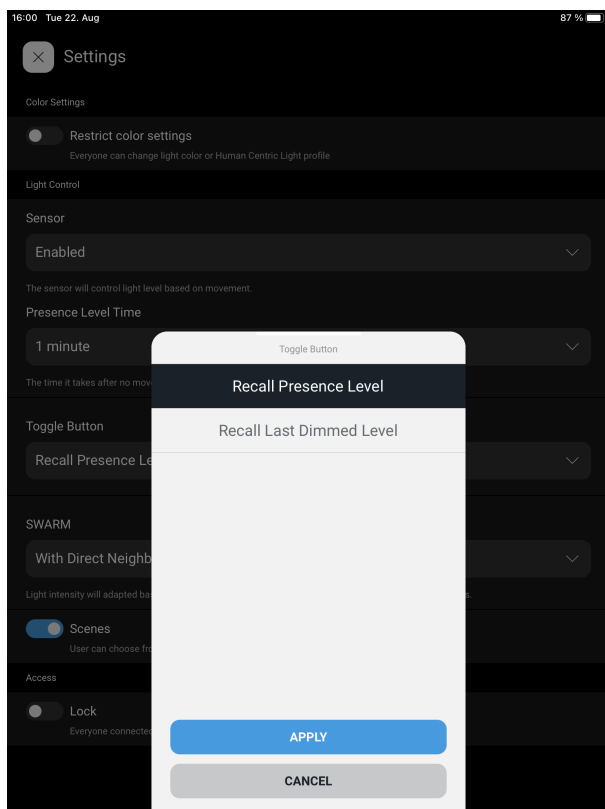 16:00 Tue 22. Aug 87 %
Settings
Color Settings
Restrict color settings
Everyone can change light color or Human Centric Light profile
Light Control
Sensor
Enabled
The sensor will control light level based on movement.
Presence Level Time
1 minute
The time it takes after no mov
Toggle Button
Recall Presence Le
SWARM
With Direct Neighb
Light intensity will adapted ba s.
Scenes
User can choose fr
Access
Lock
Everyone connected
Toggle Button
Recall Presence Level
Recall Last Dimmed Level
APPLY
CANCEL